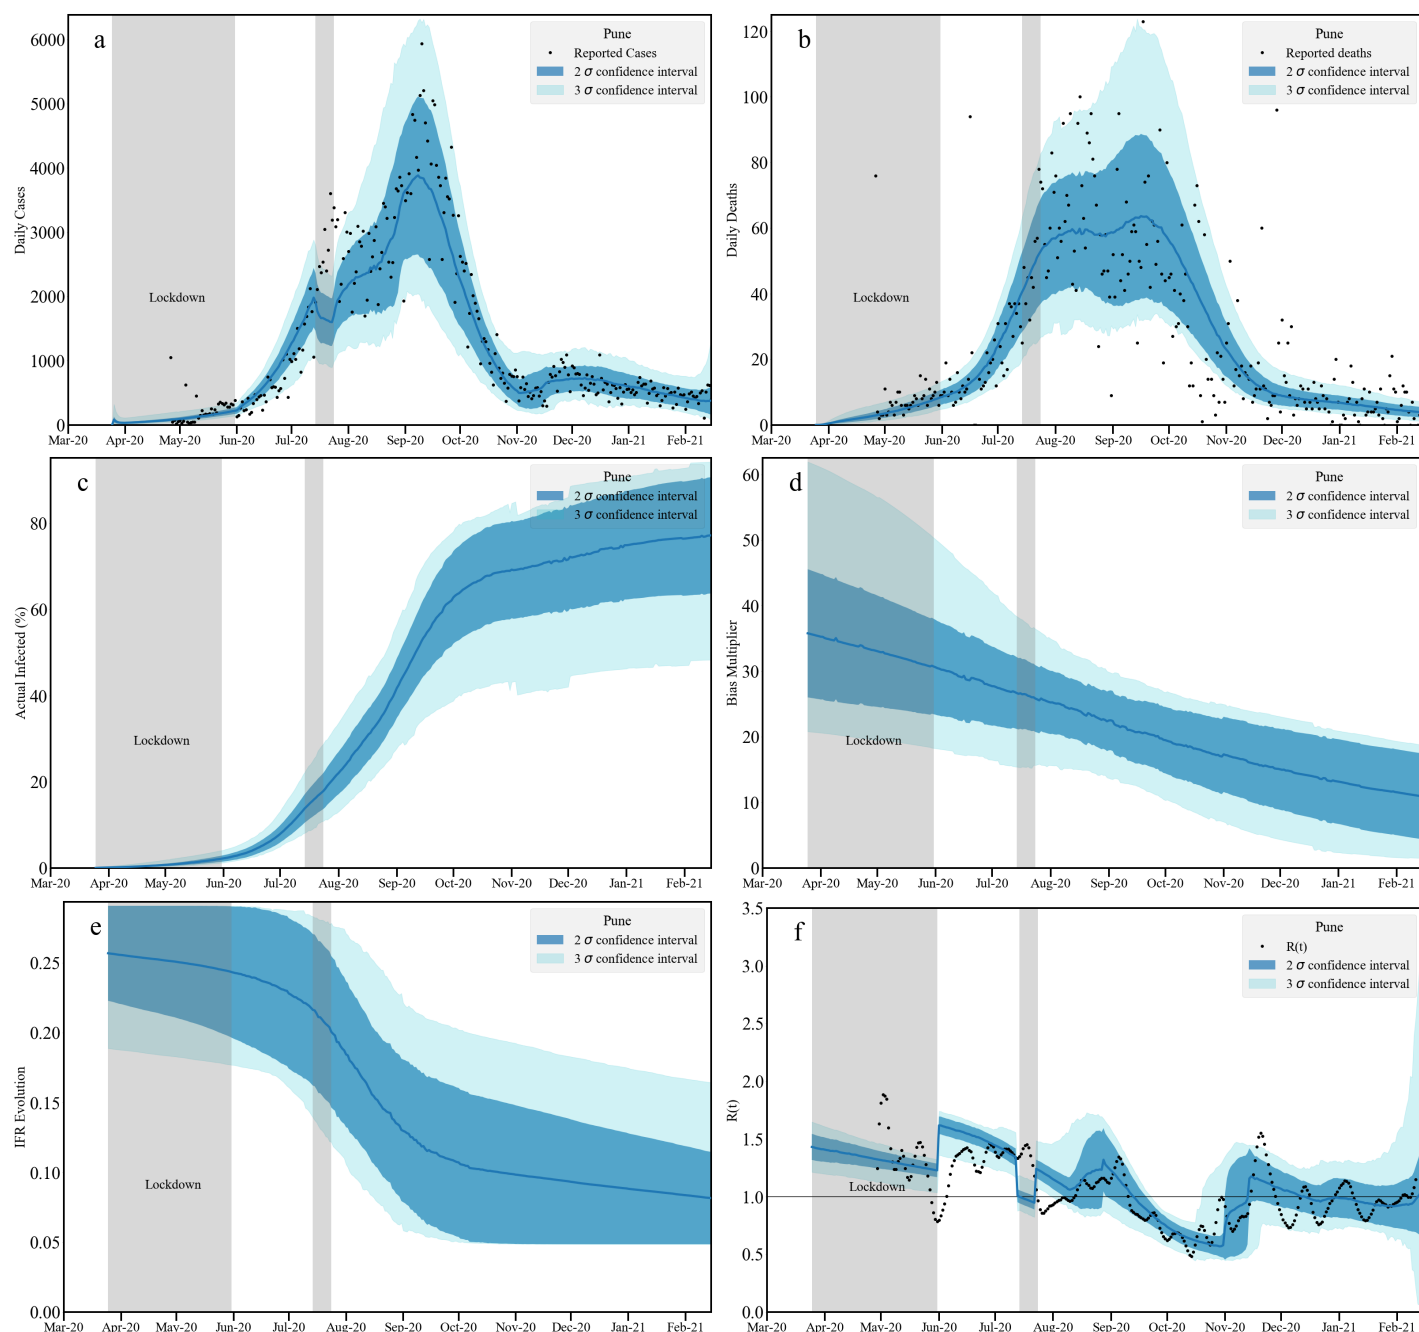 a
Pune
Reported Cases
2 σ confidence interval
3 σ confidence interval
Lockdown
Daily Cases
6000
5000
4000
3000
2000
1000
0
Mar-20 Apr-20 May-20 Jun-20 Jul-20 Aug-20 Sep-20 Oct-20 Nov-20 Dec-20 Jan-21 Feb-21
b
Pune
Reported deaths
2 σ confidence interval
3 σ confidence interval
Lockdown
Daily Deaths
120
100
80
60
40
20
0
Mar-20 Apr-20 May-20 Jun-20 Jul-20 Aug-20 Sep-20 Oct-20 Nov-20 Dec-20 Jan-21 Feb-21
c
Pune
2 σ confidence interval
3 σ confidence interval
Lockdown
Actual Infected (%)
80
60
40
20
0
Mar-20 Apr-20 May-20 Jun-20 Jul-20 Aug-20 Sep-20 Oct-20 Nov-20 Dec-20 Jan-21 Feb-21
d
Pune
2 σ confidence interval
3 σ confidence interval
Lockdown
Bias Multiplier
60
50
40
30
20
10
0
Mar-20 Apr-20 May-20 Jun-20 Jul-20 Aug-20 Sep-20 Oct-20 Nov-20 Dec-20 Jan-21 Feb-21
e
Pune
2 σ confidence interval
3 σ confidence interval
Lockdown
IFR Evolution
0.25
0.20
0.15
0.10
0.05
0.00
Mar-20 Apr-20 May-20 Jun-20 Jul-20 Aug-20 Sep-20 Oct-20 Nov-20 Dec-20 Jan-21 Feb-21
f
Pune
R(t)
2 σ confidence interval
3 σ confidence interval
Lockdown
R(t)
3.5
3.0
2.5
2.0
1.5
1.0
0.5
0.0
Mar-20 Apr-20 May-20 Jun-20 Jul-20 Aug-20 Sep-20 Oct-20 Nov-20 Dec-20 Jan-21 Feb-21